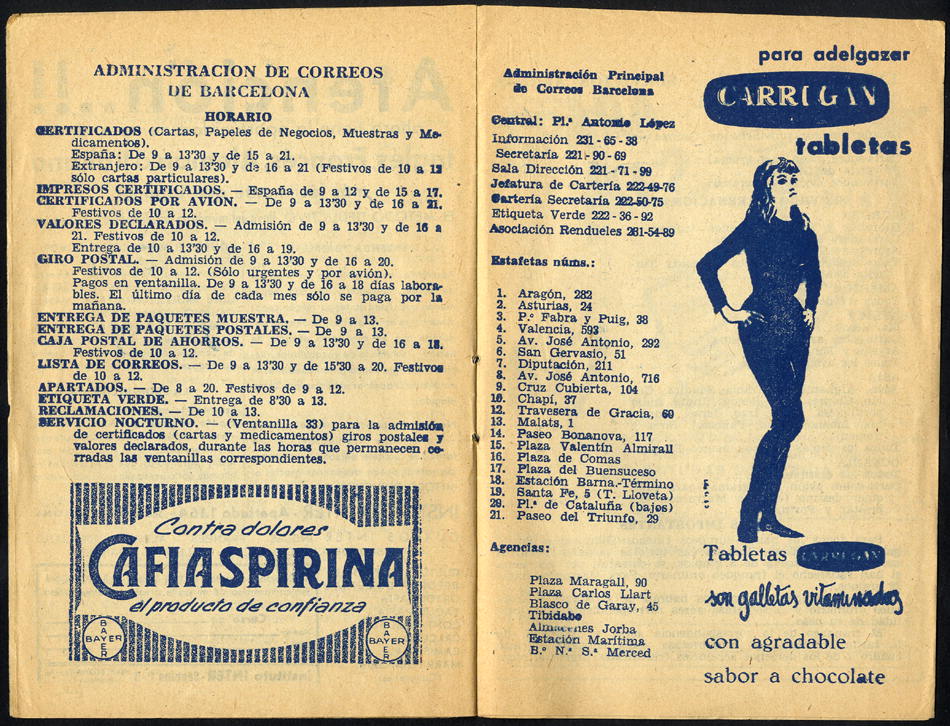 ADMINISTRACION DE CORREOS
DE BARCELONA
HORARIO
CERTIFICADOS (Cartas, Papeles de Negocios, Muestras y Me-
dicamentos).
España: De 9 a 13'30 y de 15 a 21.
Extranjero: De 9 a 13'30 y de 16 a 21 (Festivos de 10 a 12
sólo cartas particulares).
IMPRESOS CERTIFICADOS. — España de 9 a 12 y de 15 a 17.
CERTIFICADOS POR AVION. — De 9 a 13'30 y de 16 a 21.
Festivos de 10 a 12.
VALORES DECLARADOS. — Admisión de 9 a 13'30 y de 16 a
21. Festivos de 10 a 12.
Entrega de 10 a 13'30 y de 16 a 19.
GIRO POSTAL. — Admisión de 9 a 13'30 y de 16 a 20.
Festivos de 10 a 12. (Sólo urgentes y por avión).
Pagos en ventanilla. De 9 a 13'30 y de 16 a 18 días labora-
bles. El último día de cada mes sólo se paga por la
mañana.
ENTREGA DE PAQUETES MUESTRA. — De 9 a 13.
ENTREGA DE PAQUETES POSTALES. — De 9 a 13.
CAJA POSTAL DE AHORROS. — De 9 a 13'30 y de 16 a 18.
Festivos de 10 a 12.
LISTA DE CORREOS. — De 9 a 13'30 y de 15'30 a 20. Festivos
de 10 a 12.
APARTADOS. — De 8 a 20. Festivos de 9 a 12.
ETIQUETA VERDE. — Entrega de 8'30 a 13.
RECLAMACIONES. — De 10 a 13.
SERVICIO NOCTURNO. — (Ventanilla 33) para la admisión
de certificados (cartas y medicamentos) giros postales y
valores declarados, durante las horas que permanecen ce-
rradas las ventanillas correspondientes.
Contra dolores
CAFIASPIRINA
el producto de confianza
BAYER
BAYER
BAYER
BAYER
Administración Principal
de Correos Barcelona
Central: Pl.ª Antonio López
Información 231-65-38
Secretaría 221-90-69
Sala Dirección 221-71-99
Jefatura de Cartería 222-49-76
Cartería Secretaría 222-50-75
Etiqueta Verde 222-36-92
Asociación Rendueles 281-54-89
Estafetas núms.:
1. Aragón, 282
2. Asturias, 24
3. P.º Fabra y Puig, 38
4. Valencia, 593
5. Av. José Antonio, 292
6. San Gervasio, 51
7. Diputación, 211
8. Av. José Antonio, 716
9. Cruz Cubierta, 104
10. Chapí, 37
12. Travesera de Gracia, 60
13. Malats, 1
14. Paseo Bonanova, 117
15. Plaza Valentín Almirall
16. Plaza de Comas
17. Plaza del Buensuceso
18. Estación Barna.-Término
19. Santa Fe, 5 (T. Lloveta)
20. Pl.ª de Cataluña (bajos)
21. Paseo del Triunfo, 29
Agencias:
Plaza Maragall, 90
Plaza Carlos Llart
Blasco de Garay, 45
Tibidabo
Almacenes Jorba
Estación Marítima
B.º N.ª S.ª Merced
para adelgazar
CARRIGAN
tabletas
Tabletas CARRIGAN
son galletas vitaminadas
con agradable
sabor a chocolate